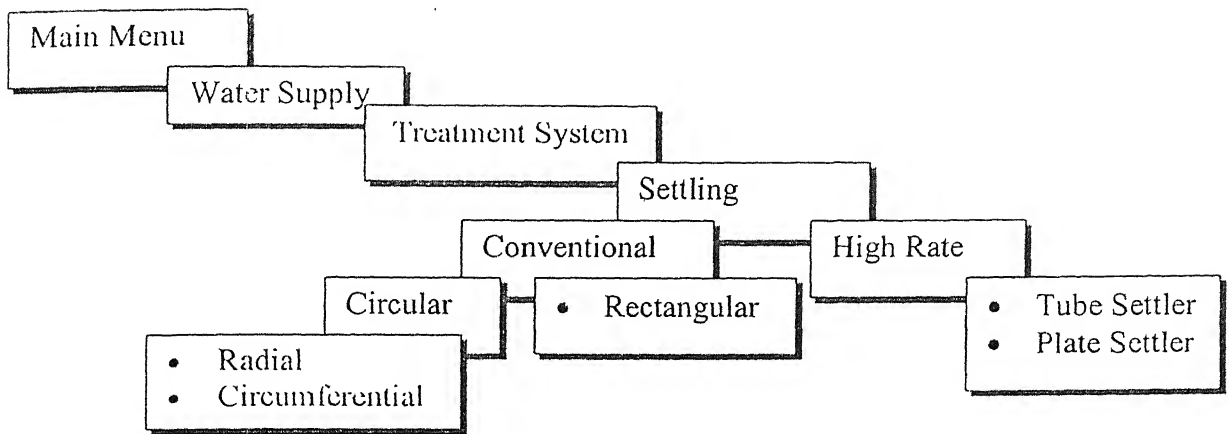 Main Menu
Water Supply
Treatment System
Settling
Conventional
High Rate
Circular
• Rectangular
• Tube Settler
• Plate Settler
• Radial
• Circumferential